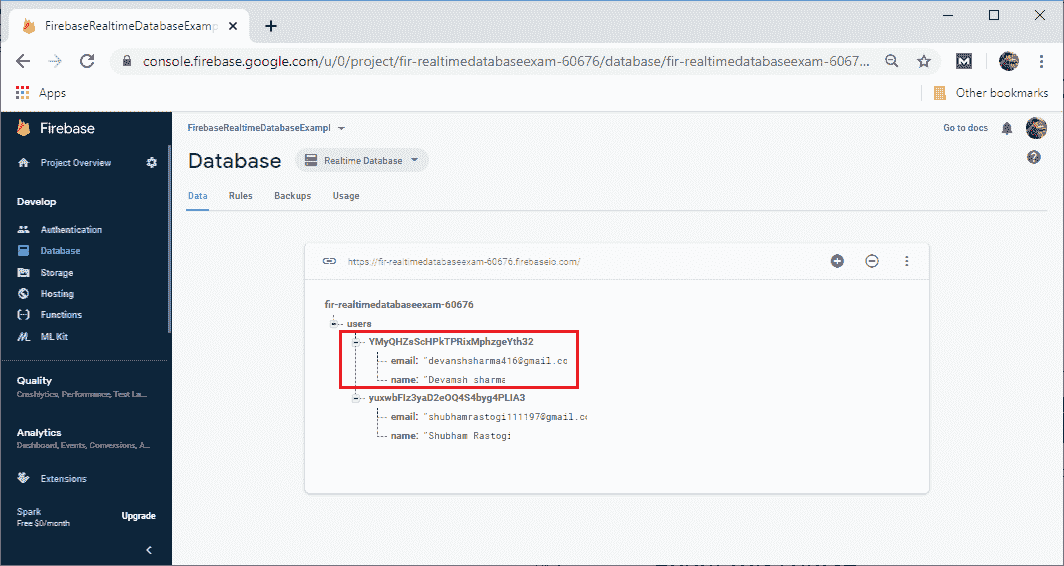 FirebaseRealtimeDatabaseExamp
console.firebase.google.com/u/0/project/fir-realtimedatabaseexam-60676/database/fir-realtimedatabaseexam-6067...
Apps
Other bookmarks
Firebase
FirebaseRealtimeDatabaseExampl
Go to docs
Project Overview
Database
Realtime Database
Data Rules Backups Usage
Develop
Authentication
Database
Storage
Hosting
Functions
ML Kit
Quality
Crashlytics, Performance, Test La...
Analytics
Dashboard, Events, Conversions, A...
Extensions
Spark
Free $0/month
Upgrade
https://fir-realtimedatabaseexam-60676.firebaseio.com/
fir-realtimedatabaseexam-60676
users
YMyQHZsScHPkTPRixMphzgeYth32
email: "devanshsharma416@gmail.cc
name: "Devamsh sharma
yuxwbFIz3yaD2eOQ4S4byg4PLIA3
email: "shubhamrastogi111197@gmail.c
name: "Shubham Rastogi